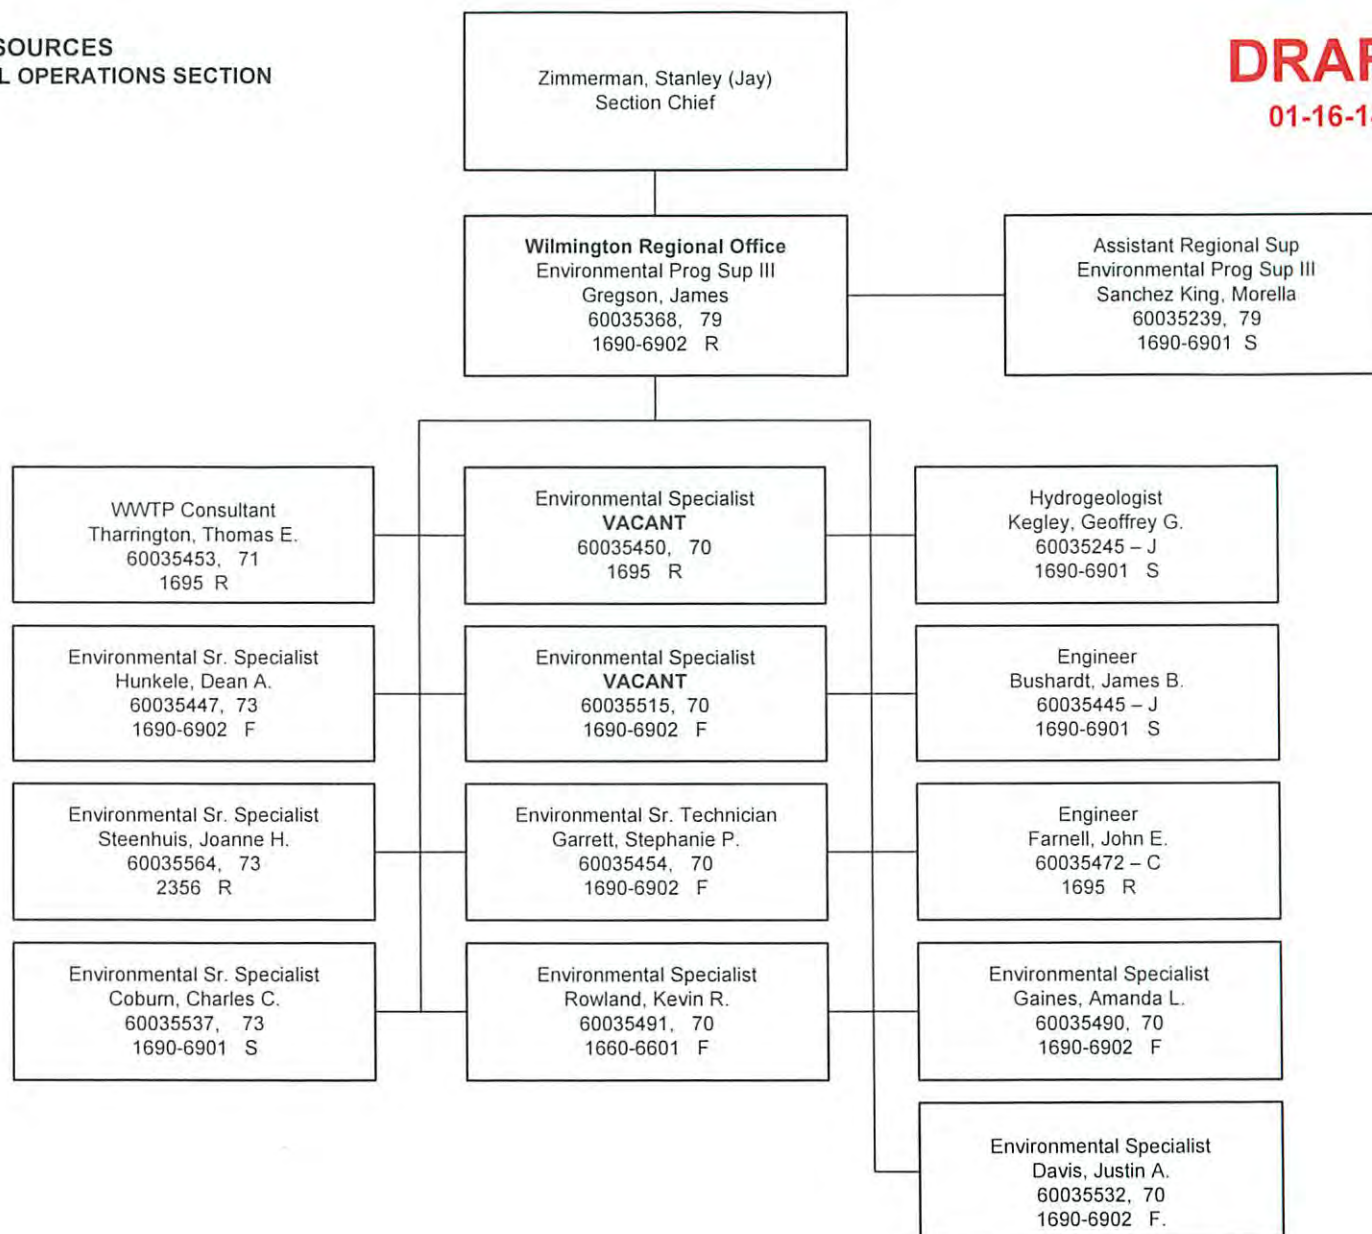 OPERATIONS SECTION
01-16-1
Zimmerman, Stanley (Jay)
Section Chief
Wilmington Regional Office
Environmental Prog Sup III
Gregson, James
60035368, 79
1690-6902 R
Assistant Regional Sup
Environmental Prog Sup III
Sanchez King, Morella
60035239, 79
1690-6901 S
WWTP Consultant
Tharrington, Thomas E.
60035453, 71
1695 R
Environmental Specialist
VACANT
60035450, 70
1695 R
Hydrogeologist
Kegley, Geoffrey G.
60035245 – J
1690-6901 S
Environmental Sr. Specialist
Hunkele, Dean A.
60035447, 73
1690-6902 F
Environmental Specialist
VACANT
60035515, 70
1690-6902 F
Engineer
Bushardt, James B.
60035445 – J
1690-6901 S
Environmental Sr. Specialist
Steenhuis, Joanne H.
60035564, 73
2356 R
Environmental Sr. Technician
Garrett, Stephanie P.
60035454, 70
1690-6902 F
Engineer
Farnell, John E.
60035472 – C
1695 R
Environmental Sr. Specialist
Coburn, Charles C.
60035537, 73
1690-6901 S
Environmental Specialist
Rowland, Kevin R.
60035491, 70
1660-6601 F
Environmental Specialist
Gaines, Amanda L.
60035490, 70
1690-6902 F
Environmental Specialist
Davis, Justin A.
60035532, 70
1690-6902 F.